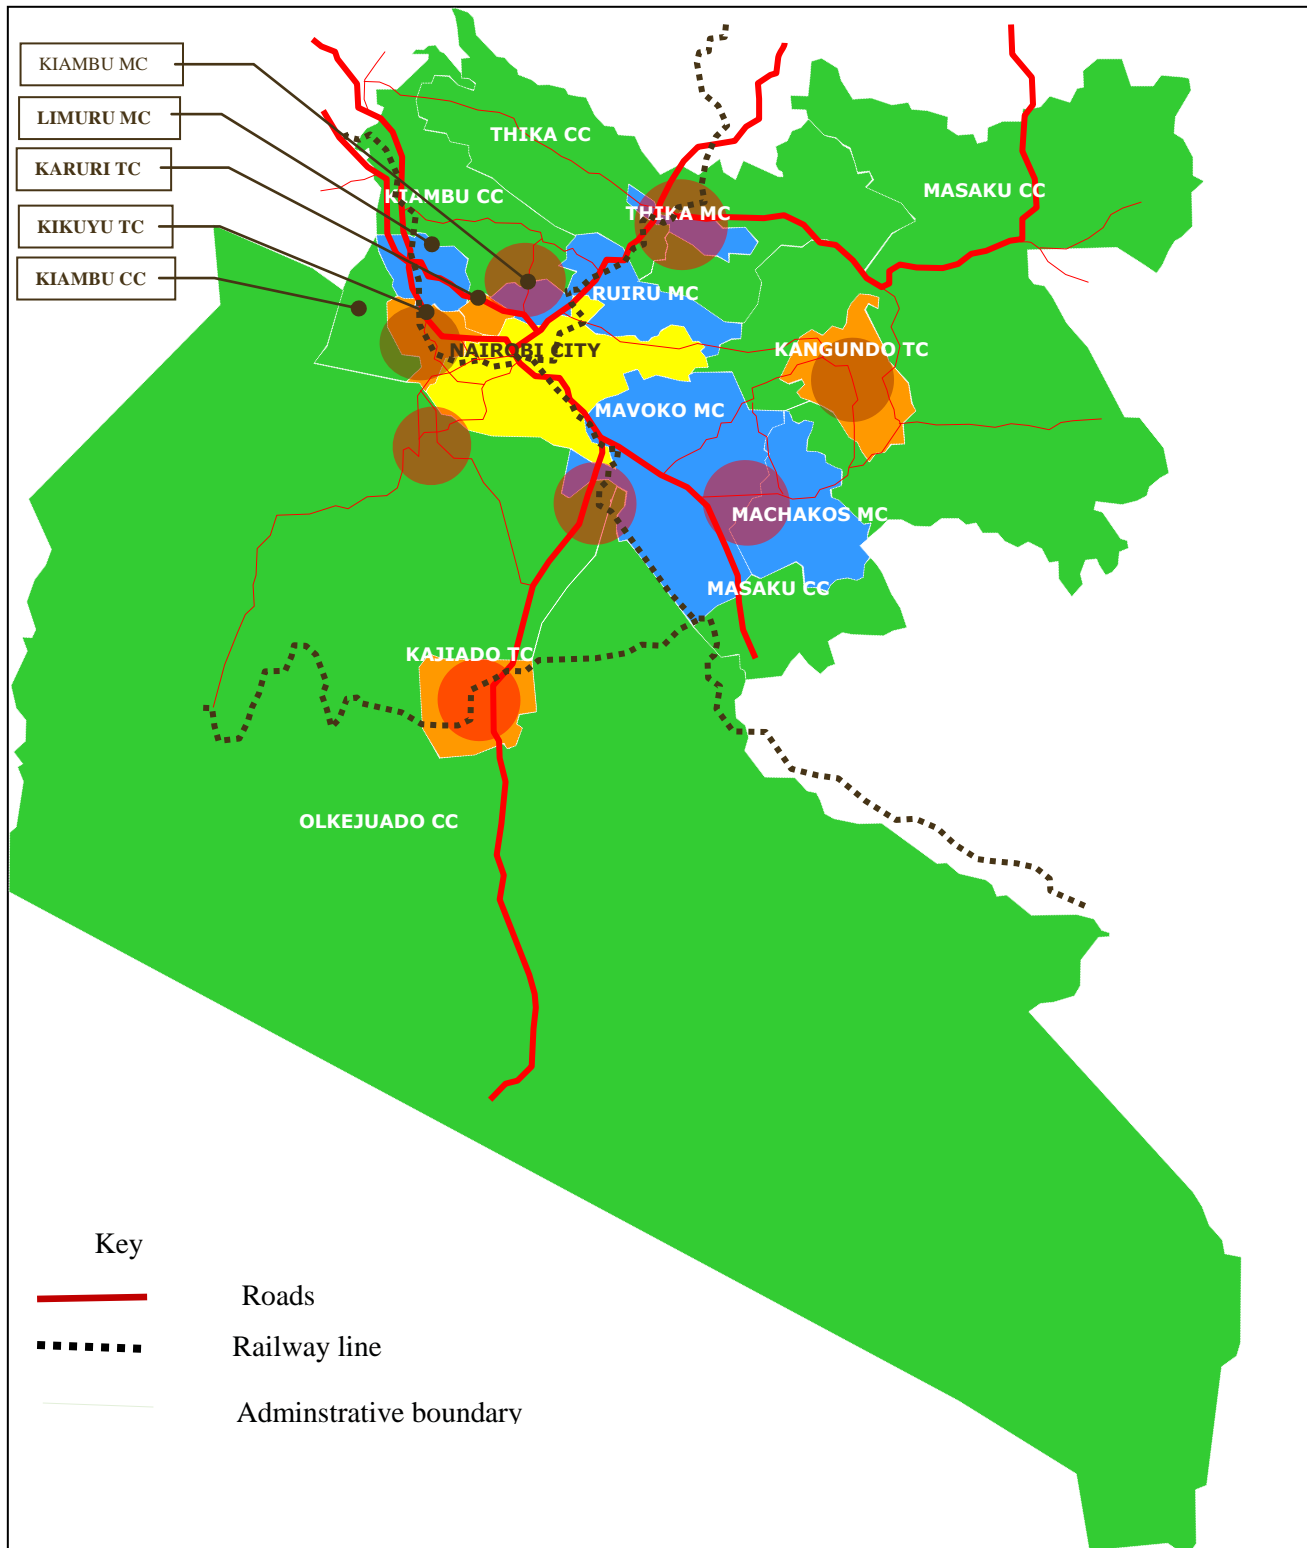 KIAMBU MC
LIMURU MC
KARURI TC
KIKUYU TC
KIAMBU CC
THIKA CC
KIAMBU CC
MASAKU CC
THIKA MC
RUIRU MC
NAIROBI CITY
KANGUNDO TC
MAVOKO MC
MACHAKOS MC
MASAKU CC
KAJIADO TC
OLKEJUADO CC
Key
Roads
Railway line
Adminstrative boundary